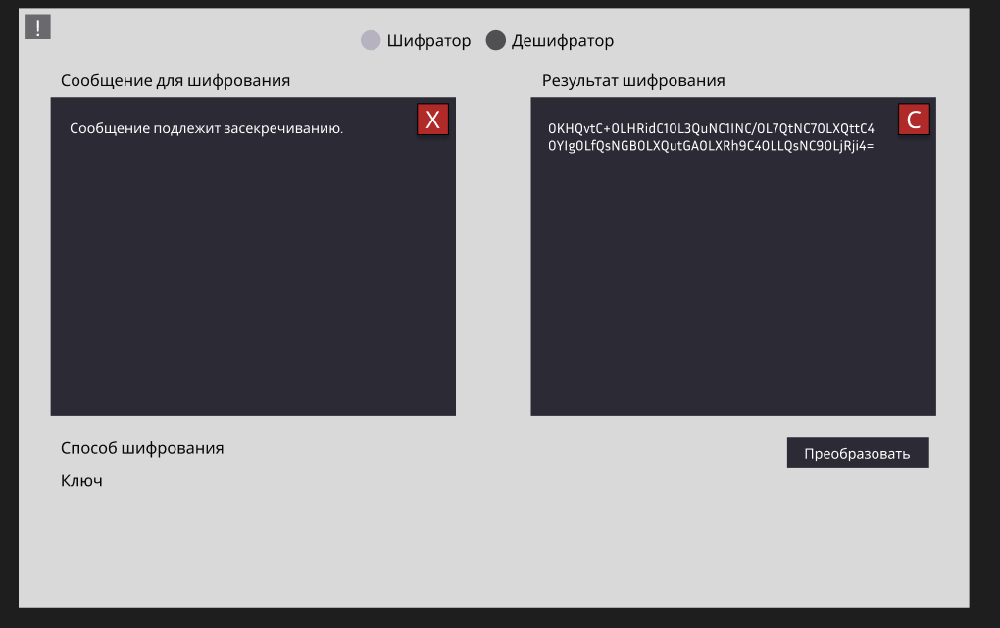 !
Шифратор Дешифратор
Сообщение для шифрования
Результат шифрования
Сообщение подлежит засекречиванию.
X
0KHQvtC+0LHRidC10L3QuNC1INC/0L7QtNC70LXQttC4
0YIg0LfQsNGB0LXQutGA0LXRh9C40LLQsNC90LjRji4=
C
Способ шифрования
Преобразовать
Ключ